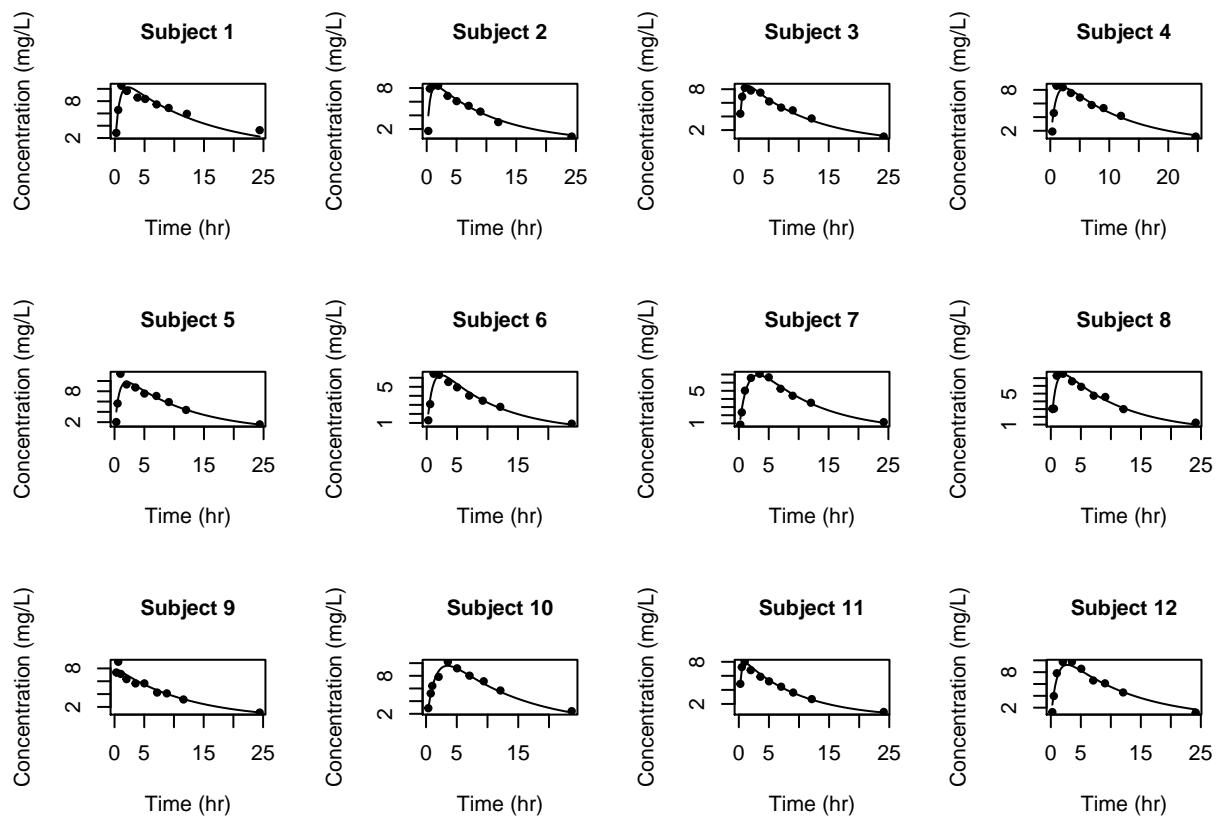 Subject 1
Concentration (mg/L)
8
2
0 5 15 25
Time (hr)
Subject 2
Concentration (mg/L)
8
2
0 5 15 25
Time (hr)
Subject 3
Concentration (mg/L)
8
2
0 5 15 25
Time (hr)
Subject 4
Concentration (mg/L)
8
2
0 10 20
Time (hr)
Subject 5
Concentration (mg/L)
8
2
0 5 15 25
Time (hr)
Subject 6
Concentration (mg/L)
5
1
0 5 15
Time (hr)
Subject 7
Concentration (mg/L)
5
1
0 5 15 25
Time (hr)
Subject 8
Concentration (mg/L)
5
1
0 5 15 25
Time (hr)
Subject 9
Concentration (mg/L)
8
2
0 5 15 25
Time (hr)
Subject 10
Concentration (mg/L)
8
2
0 5 15
Time (hr)
Subject 11
Concentration (mg/L)
8
2
0 5 15 25
Time (hr)
Subject 12
Concentration (mg/L)
8
2
0 5 15 25
Time (hr)